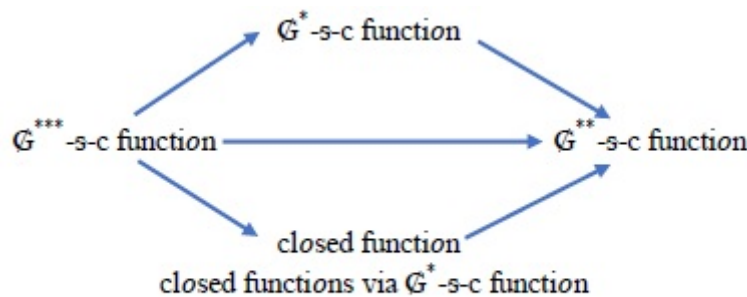 ₲*-s-c function
₲***-s-c function
₲**-s-c function
closed function
closed functions via ₲*-s-c function